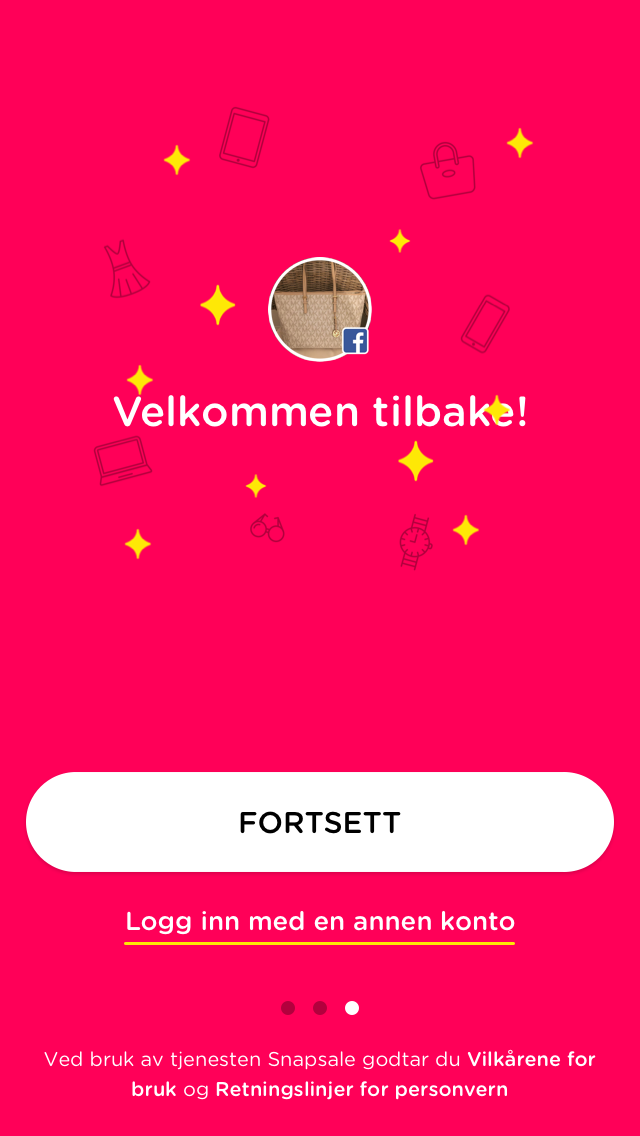 Velkommen tilbake!
FORTSETT
Logg inn med en annen konto
Ved bruk av tjenesten Snapsale godtar du Vilkårene for
bruk og Retningslinjer for personvern